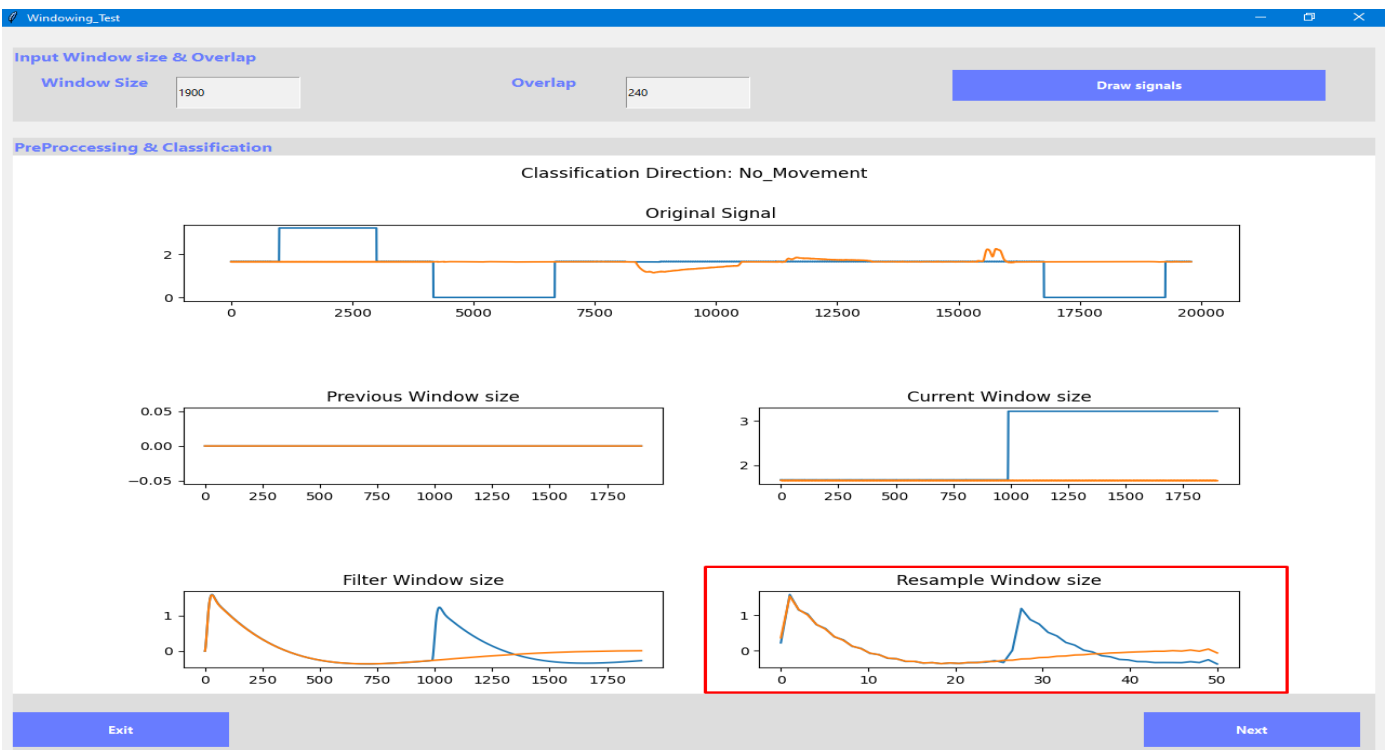 Windowing_Test
Input Window size & Overlap
Window Size 1900 Overlap 240 Draw signals
PreProccessing & Classification
Classification Direction: No_Movement
Original Signal
2
0
0 2500 5000 7500 10000 12500 15000 17500 20000
Previous Window size
0.05
0.00
−0.05
0 250 500 750 1000 1250 1500 1750
Current Window size
3
2
0 250 500 750 1000 1250 1500 1750
Filter Window size
1
0
0 250 500 750 1000 1250 1500 1750
Resample Window size
1
0
0 10 20 30 40 50
Exit Next